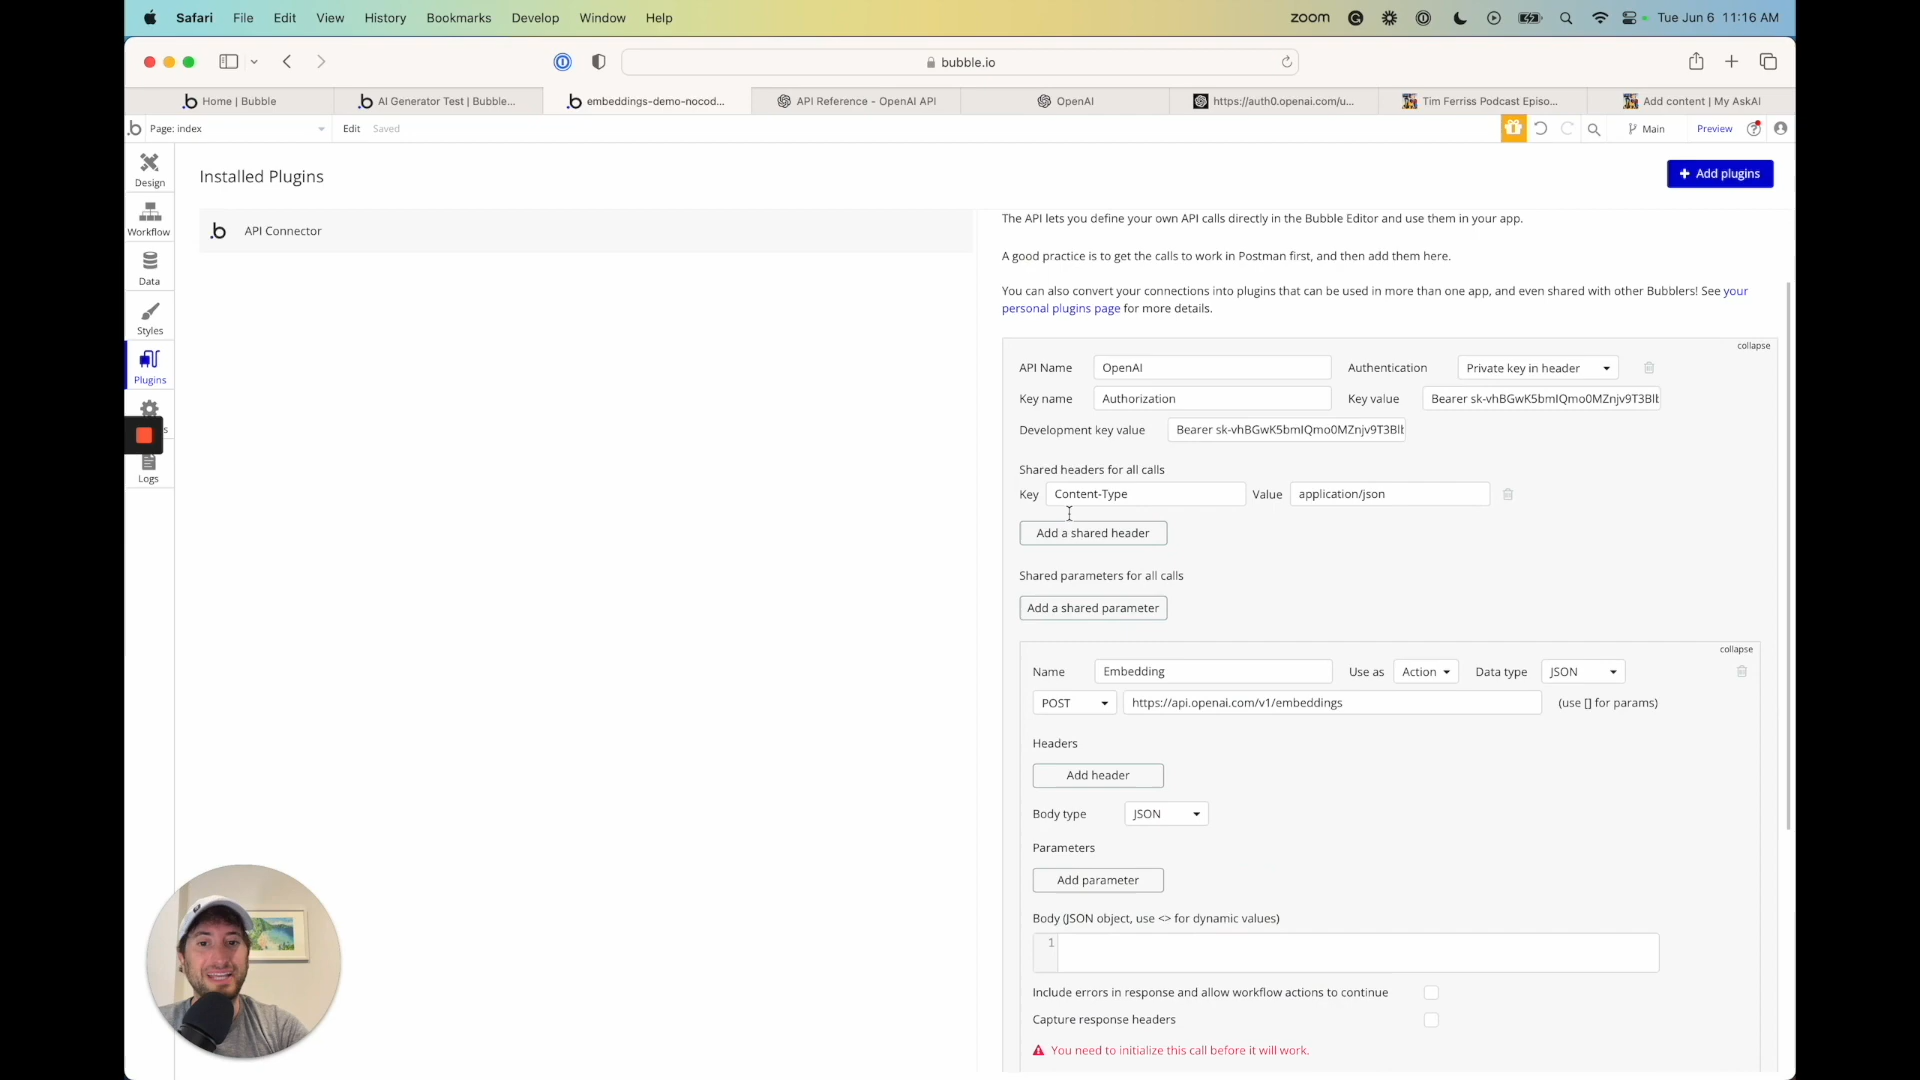 Safari File Edit View History Bookmarks Develop Window Help zoom Tue Jun 6 11:16 AM
bubble.io
Home | Bubble AI Generator Test | Bubble... embeddings-demo-nocod... API Reference - OpenAI API OpenAI https://auth0.openai.com/u... Tim Ferriss Podcast Episo... Add content | My AskAI
Page: index Edit Saved Main Preview
Design
Workflow
Data
Styles
Plugins
Logs
Installed Plugins
Add plugins
API Connector
The API lets you define your own API calls directly in the Bubble Editor and use them in your app.
A good practice is to get the calls to work in Postman first, and then add them here.
You can also convert your connections into plugins that can be used in more than one app, and even shared with other Bubblers! See your
personal plugins page for more details.
collapse
API Name OpenAI Authentication Private key in header
Key name Authorization Key value Bearer
Development key value Bearer
Shared headers for all calls
Key Content-Type Value application/json
Add a shared header
Shared parameters for all calls
Add a shared parameter
collapse
Name Embedding Use as Action Data type JSON
POST https://api.openai.com/v1/embeddings (use [] for params)
Headers
Add header
Body type JSON
Parameters
Add parameter
Body (JSON object, use <> for dynamic values)
1
Include errors in response and allow workflow actions to continue
Capture response headers
You need to initialize this call before it will work.